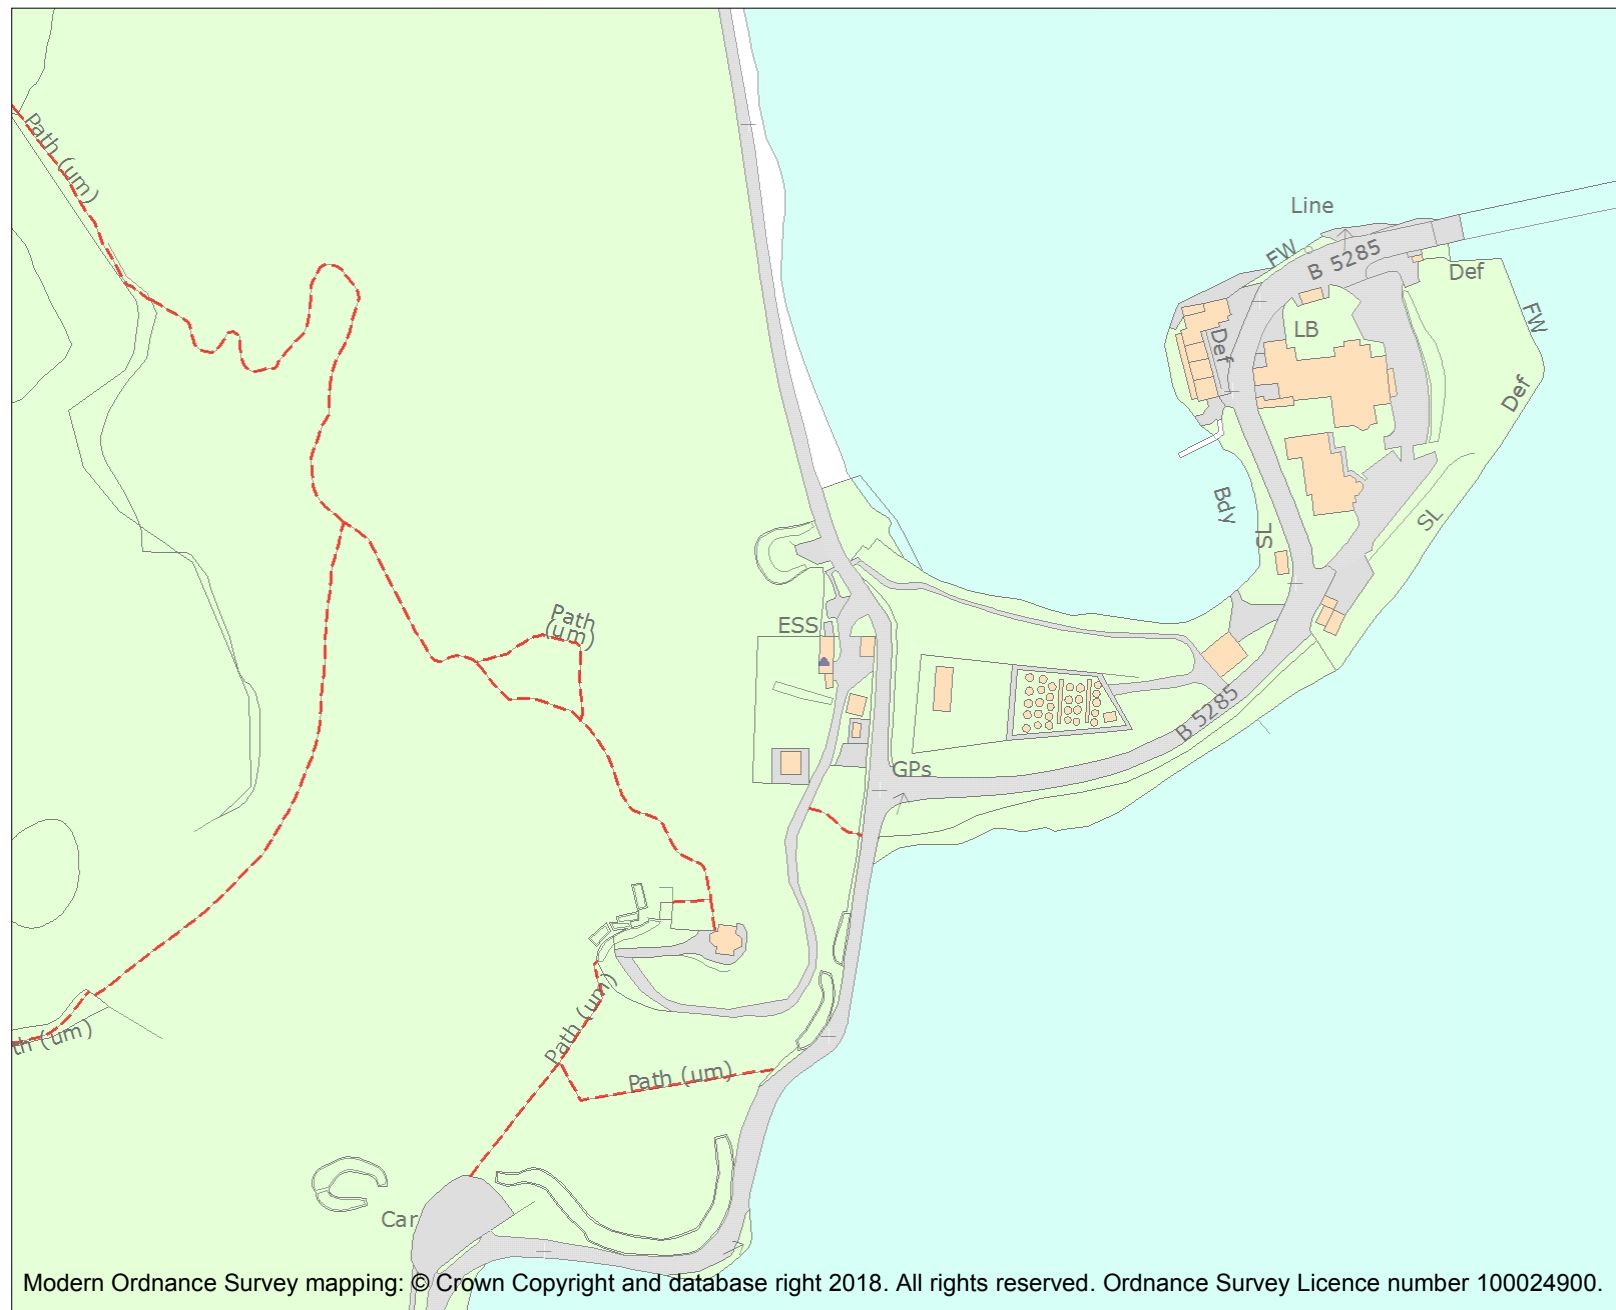 Path (um)
Line
FW
B 5285
Def
FW
LB
Def
Def
Bdy
SL
SL
Path
(um)
ESS
B 5285
GPs
Path (um)
th (um)
Path (um)
Car
Modern Ordnance Survey mapping: © Crown Copyright and database right 2018. All rights reserved. Ordnance Survey Licence number 100024900.